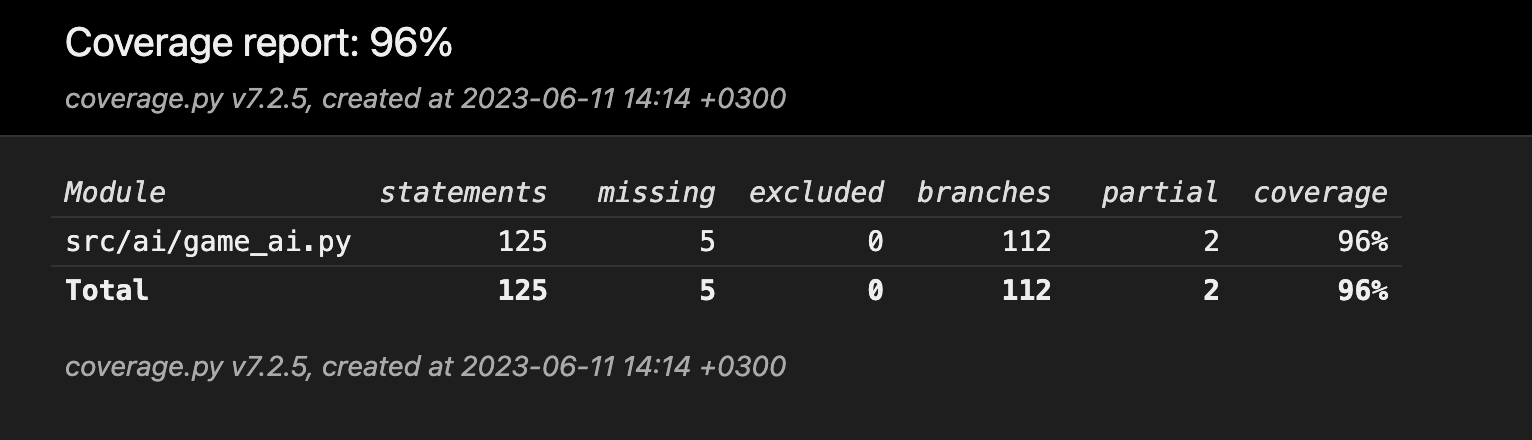 Coverage report: 96%
coverage.py v7.2.5, created at 2023-06-11 14:14 +0300
Module statements missing excluded branches partial coverage
src/ai/game_ai.py 125 5 0 112 2 96%
Total 125 5 0 112 2 96%
coverage.py v7.2.5, created at 2023-06-11 14:14 +0300